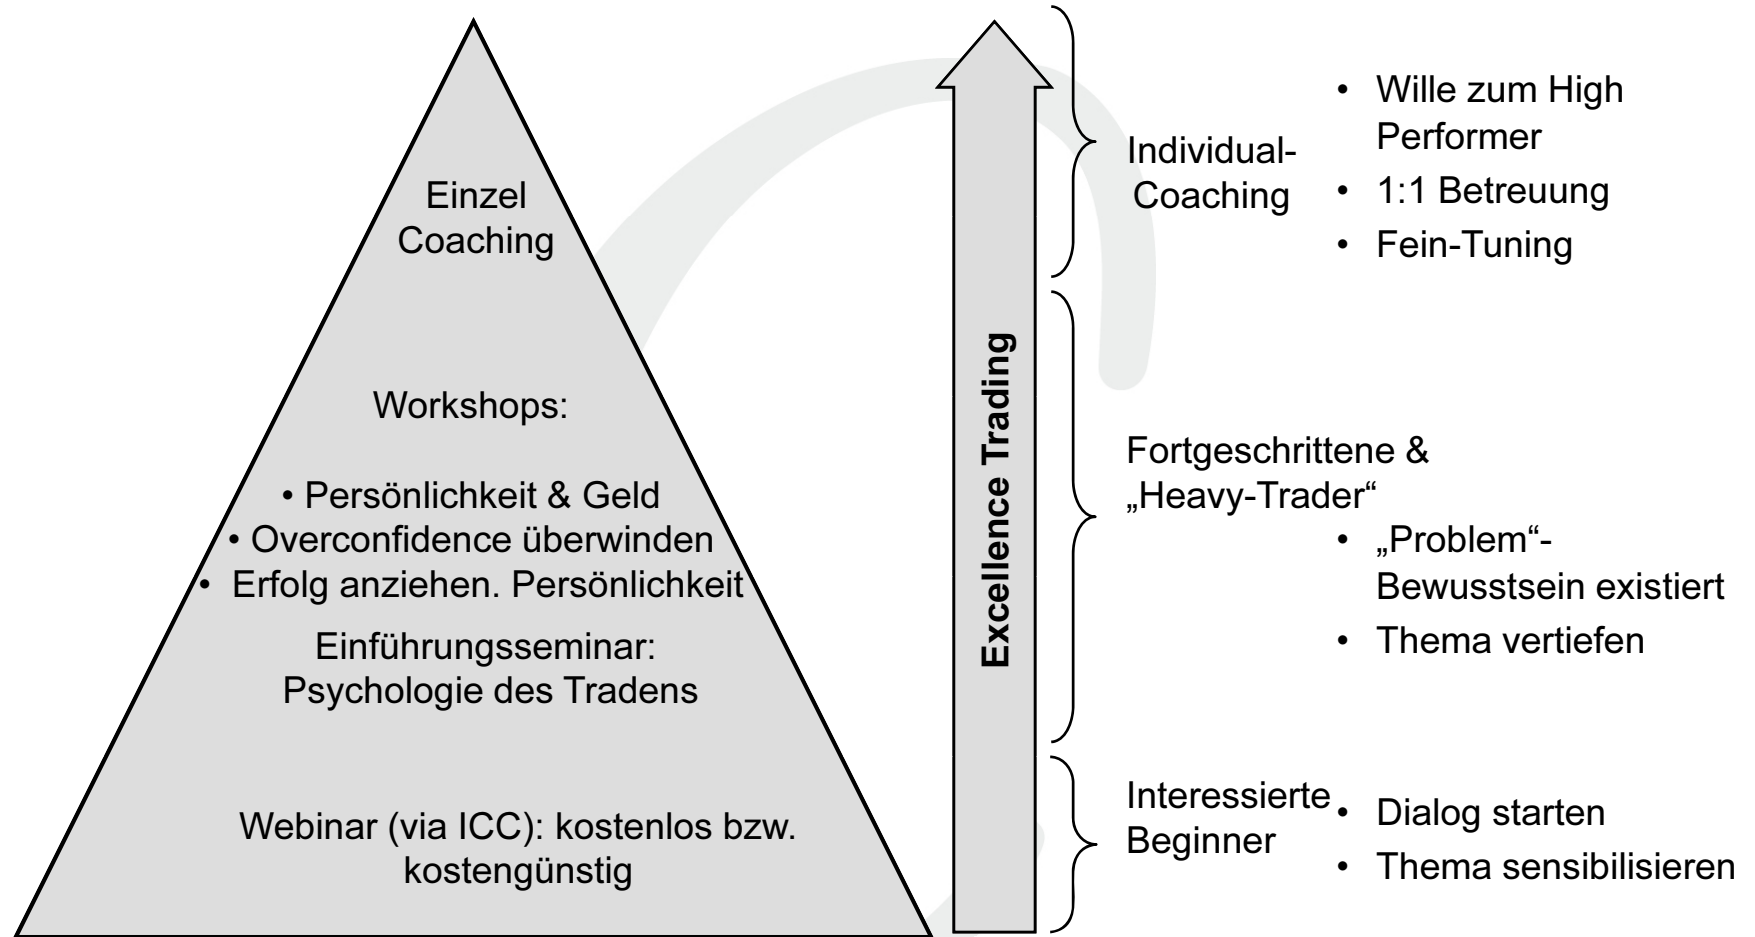 Einzel
Coaching
Workshops:
• Persönlichkeit & Geld
• Overconfidence überwinden
• Erfolg anziehen. Persönlichkeit
Einführungsseminar:
Psychologie des Tradens
Webinar (via ICC): kostenlos bzw.
kostengünstig
Excellence Trading
Individual-
Coaching
• Wille zum High
Performer
• 1:1 Betreuung
• Fein-Tuning
Fortgeschrittene &
„Heavy-Trader“
• „Problem“-
Bewusstsein existiert
• Thema vertiefen
Interessierte
Beginner
• Dialog starten
• Thema sensibilisieren